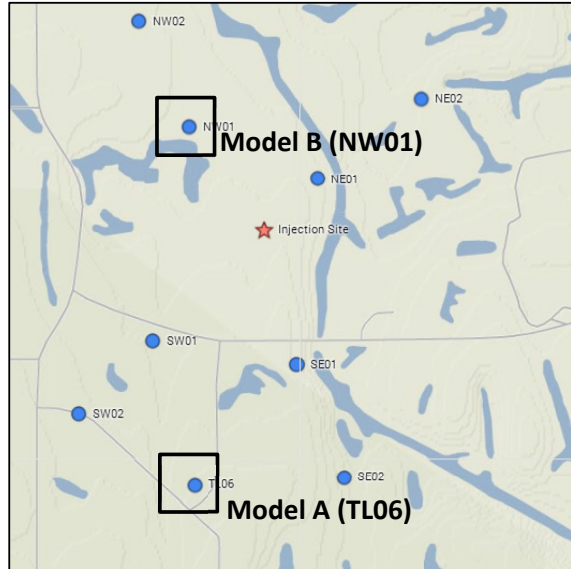 NW02
NE02
NW01
Model B (NW01)
NE01
Injection Site
SW01
SE01
SW02
SE02
TL06
Model A (TL06)